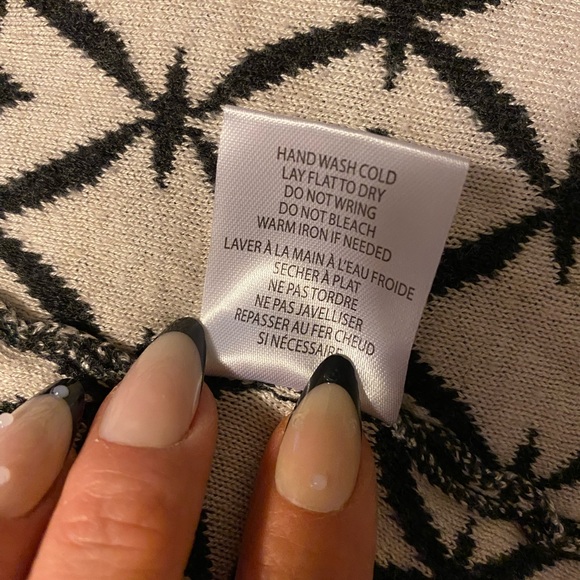 HAND WASH COLD
LAY FLAT TO DRY
DO NOT WRING
DO NOT BLEACH
WARM IRON IF NEEDED
LAVER À LA MAIN À L'EAU FROIDE
SECHER À PLAT
NE PAS TORDRE
NE PAS JAVELLISER
REPASSER AU FER CHEUD
SI NÉCESSAIRE